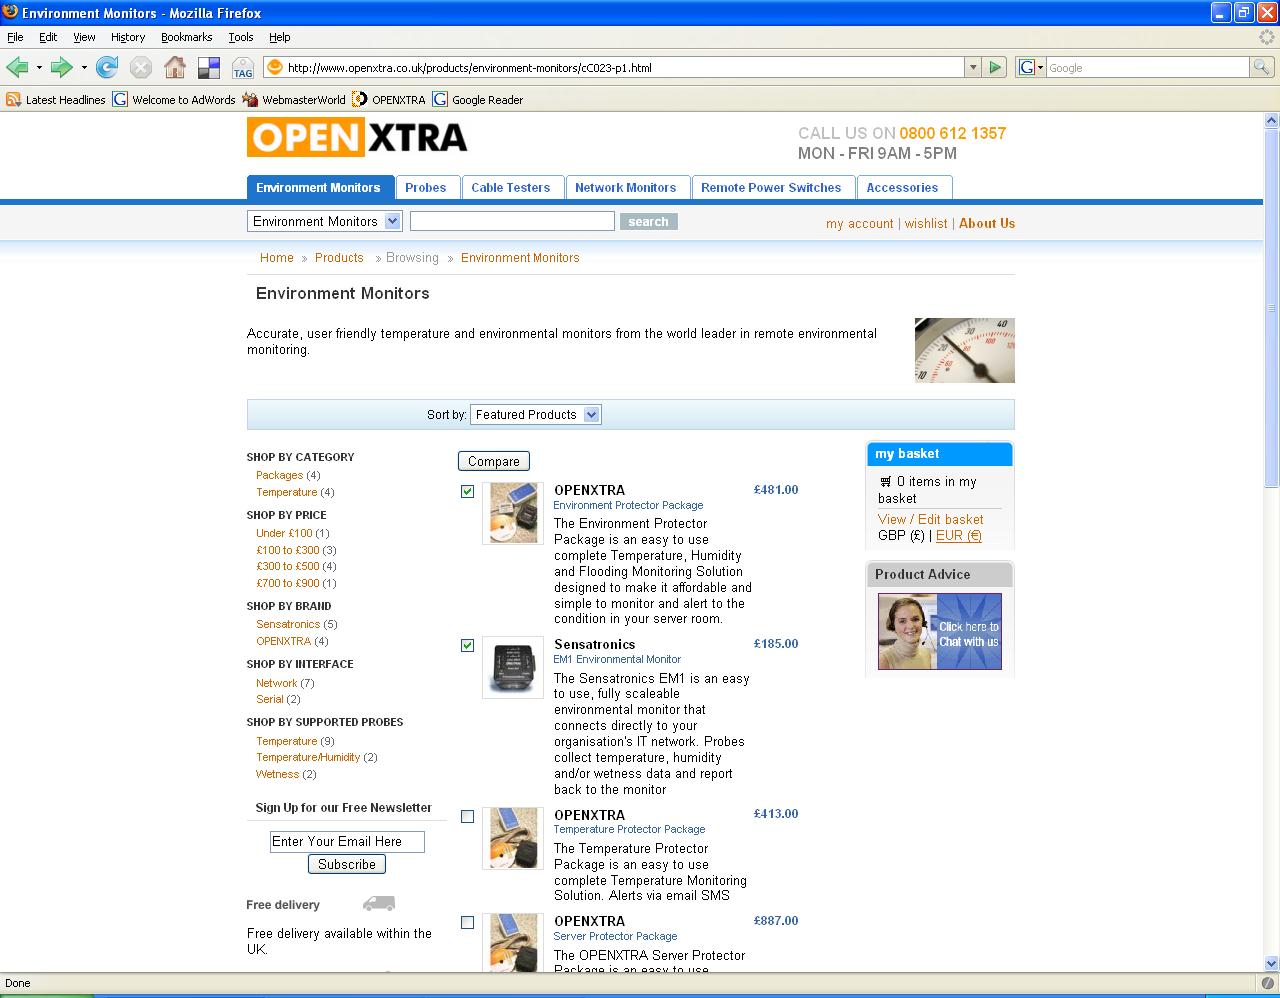 Environment Monitors - Mozilla Firefox
File Edit View History Bookmarks Tools Help
TAG http://www.openxtra.co.uk/products/environment-monitors/cC023-p1.html G Google
Latest Headlines G Welcome to AdWords WebmasterWorld OPENXTRA G Google Reader
OPENXTRA
CALL US ON 0800 612 1357
MON - FRI 9AM - 5PM
Environment Monitors Probes Cable Testers Network Monitors Remote Power Switches Accessories
Environment Monitors search my account | wishlist | About Us
Home » Products » Browsing » Environment Monitors
Environment Monitors
Accurate, user friendly temperature and environmental monitors from the world leader in remote environmental
monitoring.
Sort by: Featured Products
SHOP BY CATEGORY
Packages (4)
Temperature (4)
SHOP BY PRICE
Under £100 (1)
£100 to £300 (3)
£300 to £500 (4)
£700 to £900 (1)
SHOP BY BRAND
Sensatronics (5)
OPENXTRA (4)
SHOP BY INTERFACE
Network (7)
Serial (2)
SHOP BY SUPPORTED PROBES
Temperature (9)
Temperature/Humidity (2)
Wetness (2)
Sign Up for our Free Newsletter
Enter Your Email Here
Subscribe
Free delivery
Free delivery available within the
UK.
Compare
OPENXTRA £481.00
Environment Protector Package
The Environment Protector
Package is an easy to use
complete Temperature, Humidity
and Flooding Monitoring Solution
designed to make it affordable and
simple to monitor and alert to the
condition in your server room.
Sensatronics £185.00
EM1 Environmental Monitor
The Sensatronics EM1 is an easy
to use, fully scaleable
environmental monitor that
connects directly to your
organisation's IT network. Probes
collect temperature, humidity
and/or wetness data and report
back to the monitor
OPENXTRA £413.00
Temperature Protector Package
The Temperature Protector
Package is an easy to use
complete Temperature Monitoring
Solution. Alerts via email SMS
OPENXTRA £887.00
Server Protector Package
The OPENXTRA Server Protector
Package is an easy to use
my basket
0 items in my
basket
View / Edit basket
GBP (£) | EUR (€)
Product Advice
Click here to
Chat with us
Done